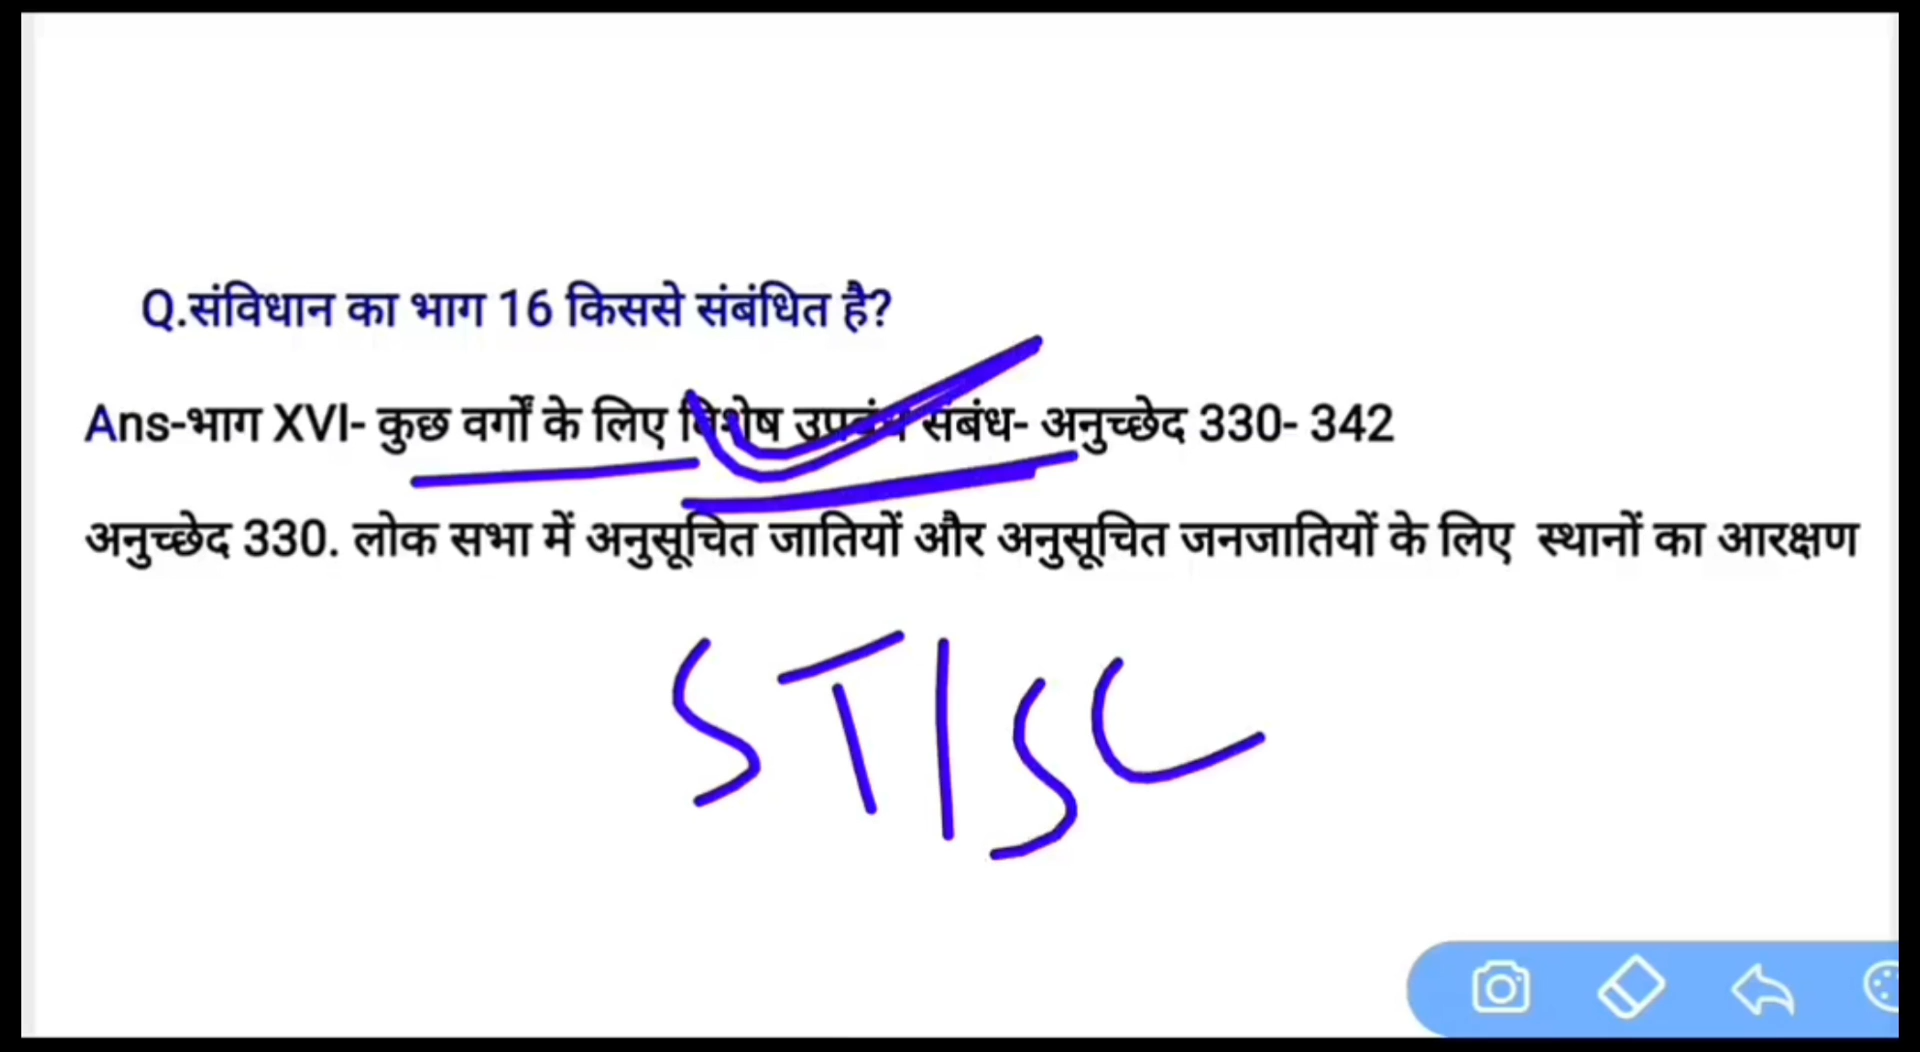 Q.संविधान का भाग 16 किससे संबंधित है?
Ans-भाग XVI- कुछ वर्गों के लिए विशेष उपबंध संबंध- अनुच्छेद 330- 342
अनुच्छेद 330. लोक सभा में अनुसूचित जातियों और अनुसूचित जनजातियों के लिए स्थानों का आरक्षण
ST|SC